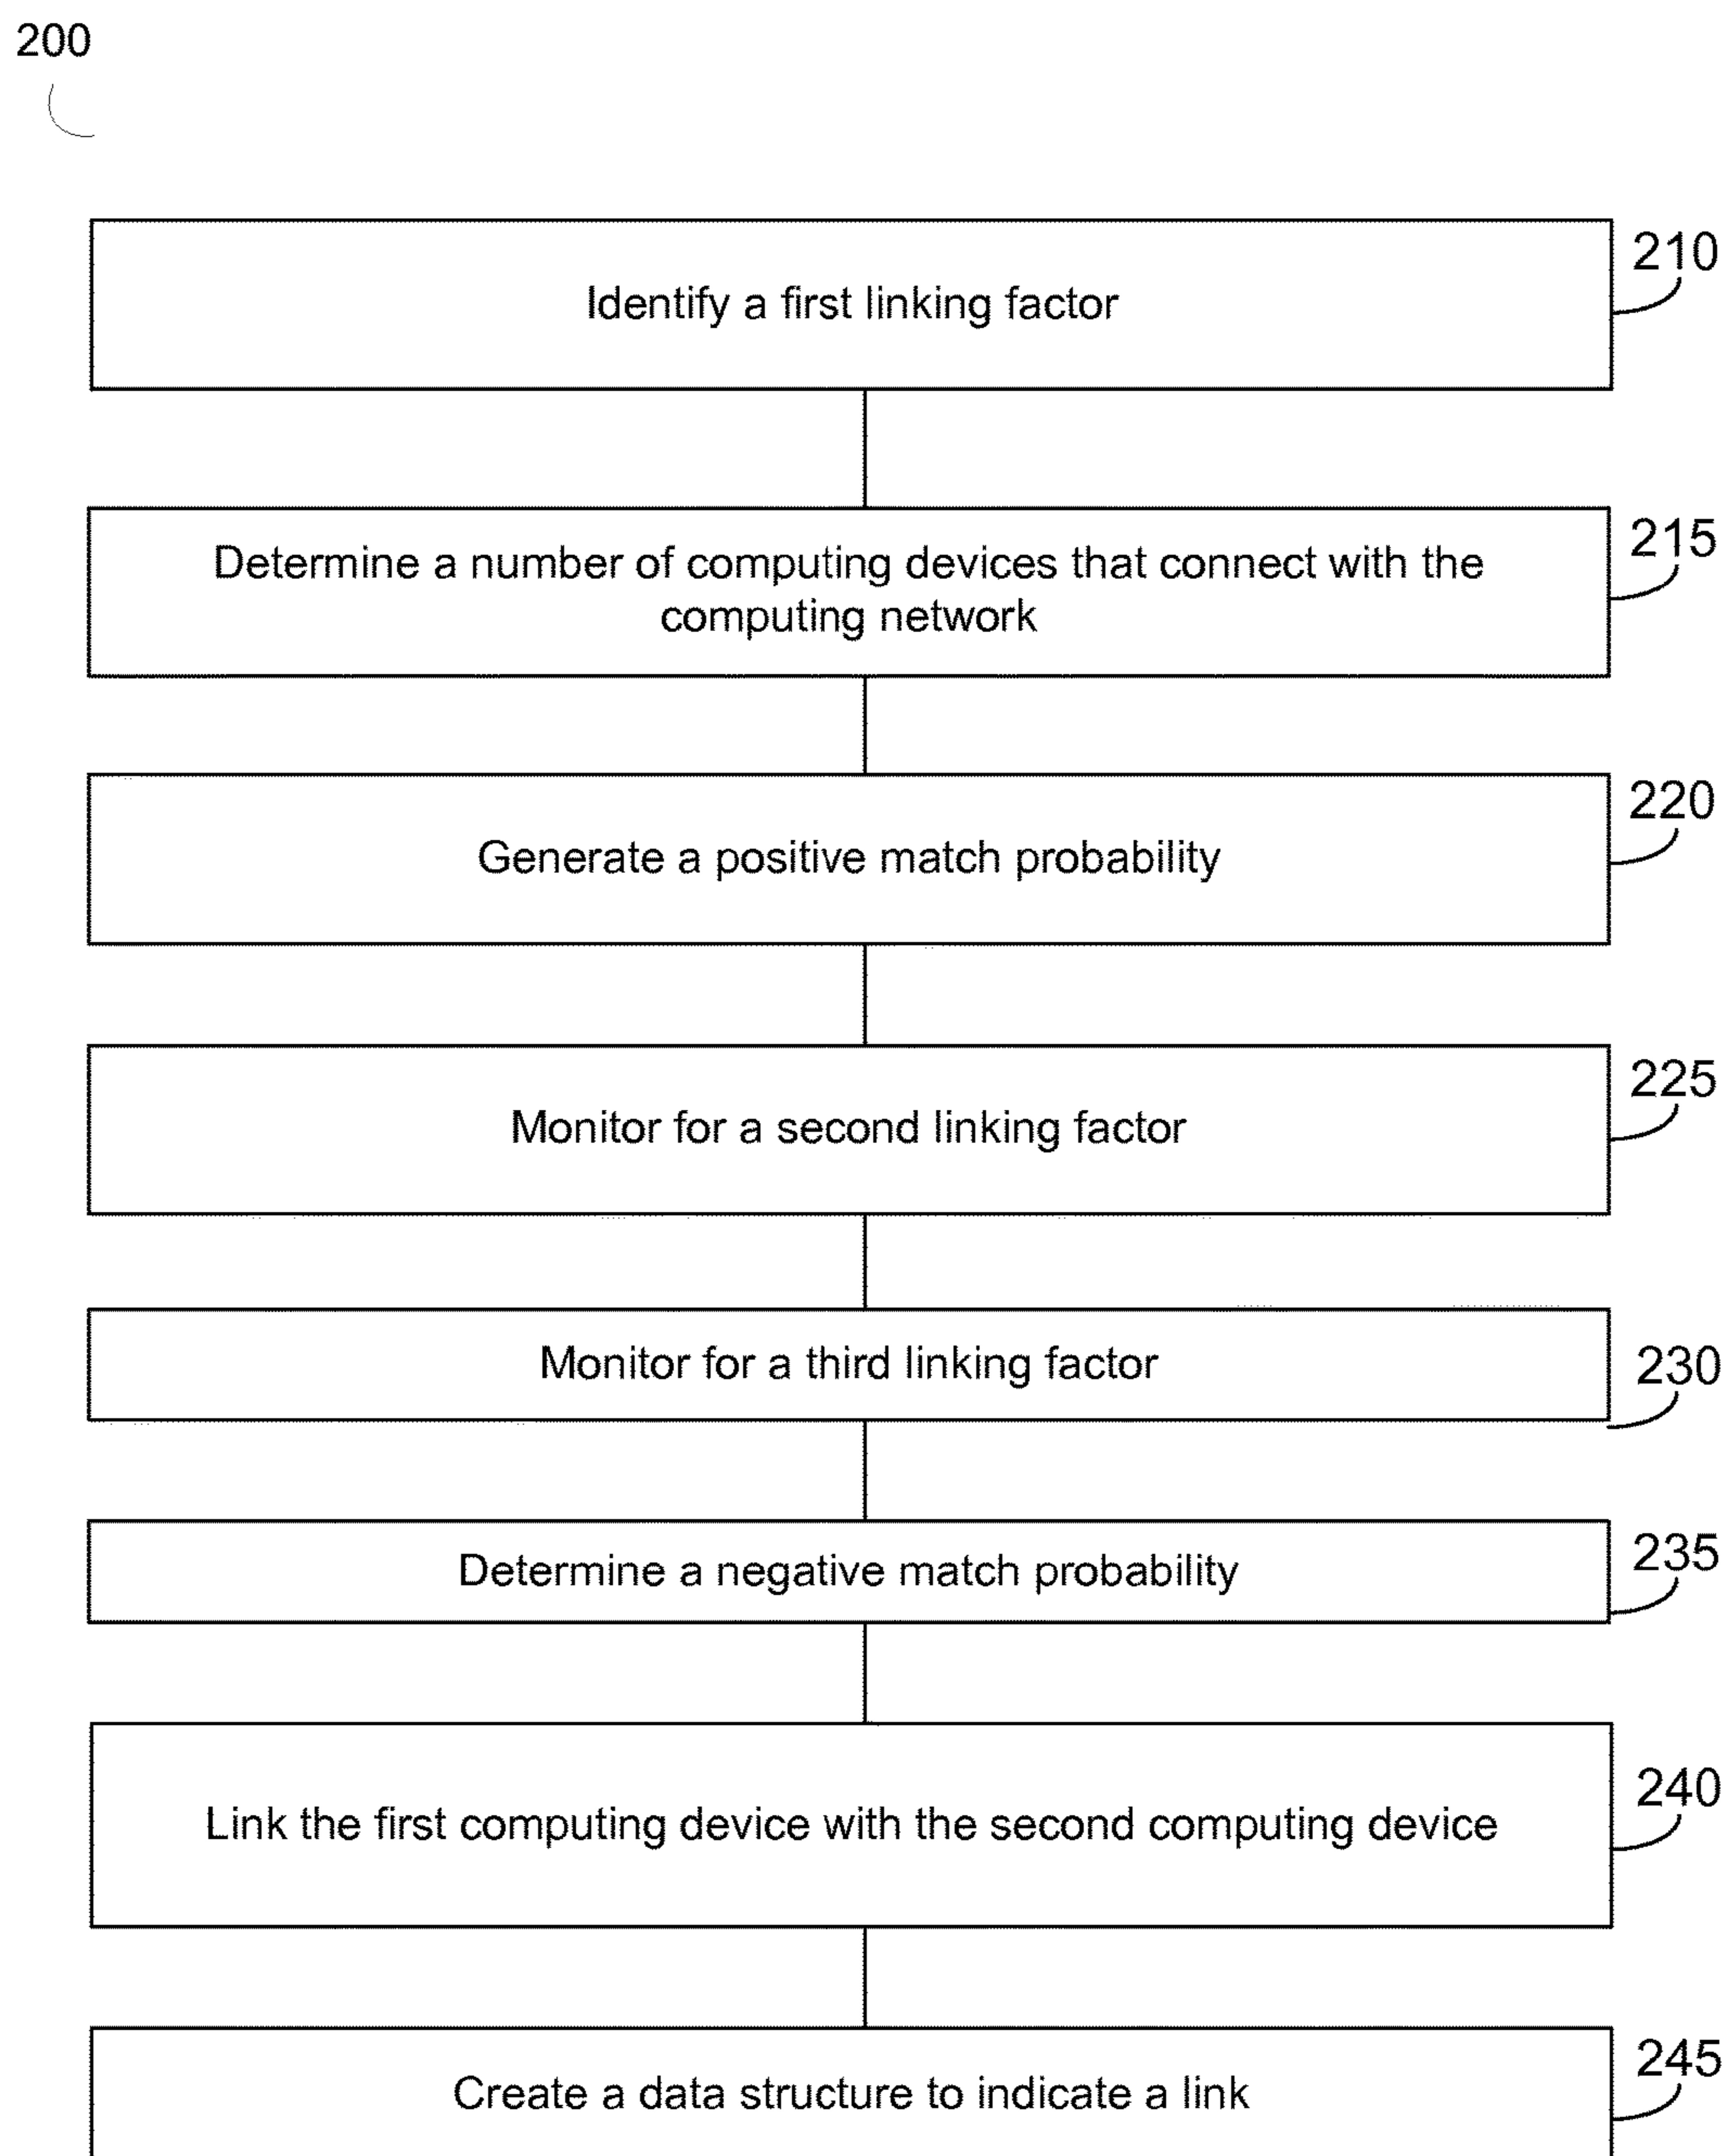 200
210
Identify a first linking factor
215
Determine a number of computing devices that connect with the
computing network
220
Generate a positive match probability
225
Monitor for a second linking factor
Monitor for a third linking factor
230
235
Determine a negative match probability
240
Link the first computing device with the second computing device
245
Create a data structure to indicate a link